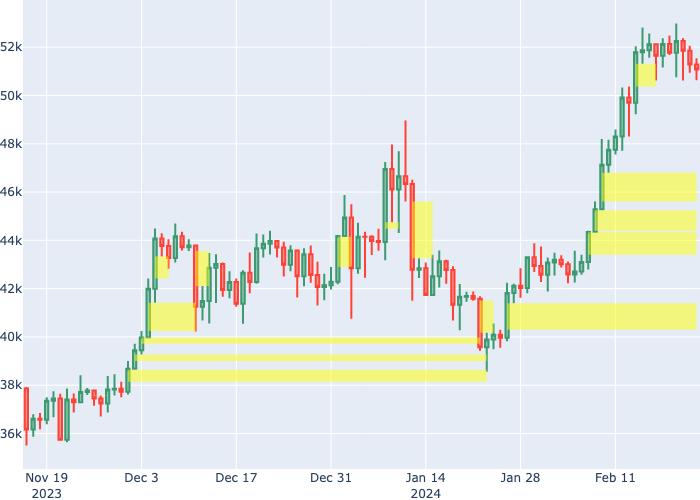 52k
50k
48k
46k
44k
42k
40k
38k
36k
Nov 19
2023
Dec 3
Dec 17
Dec 31
Jan 14
2024
Jan 28
Feb 11